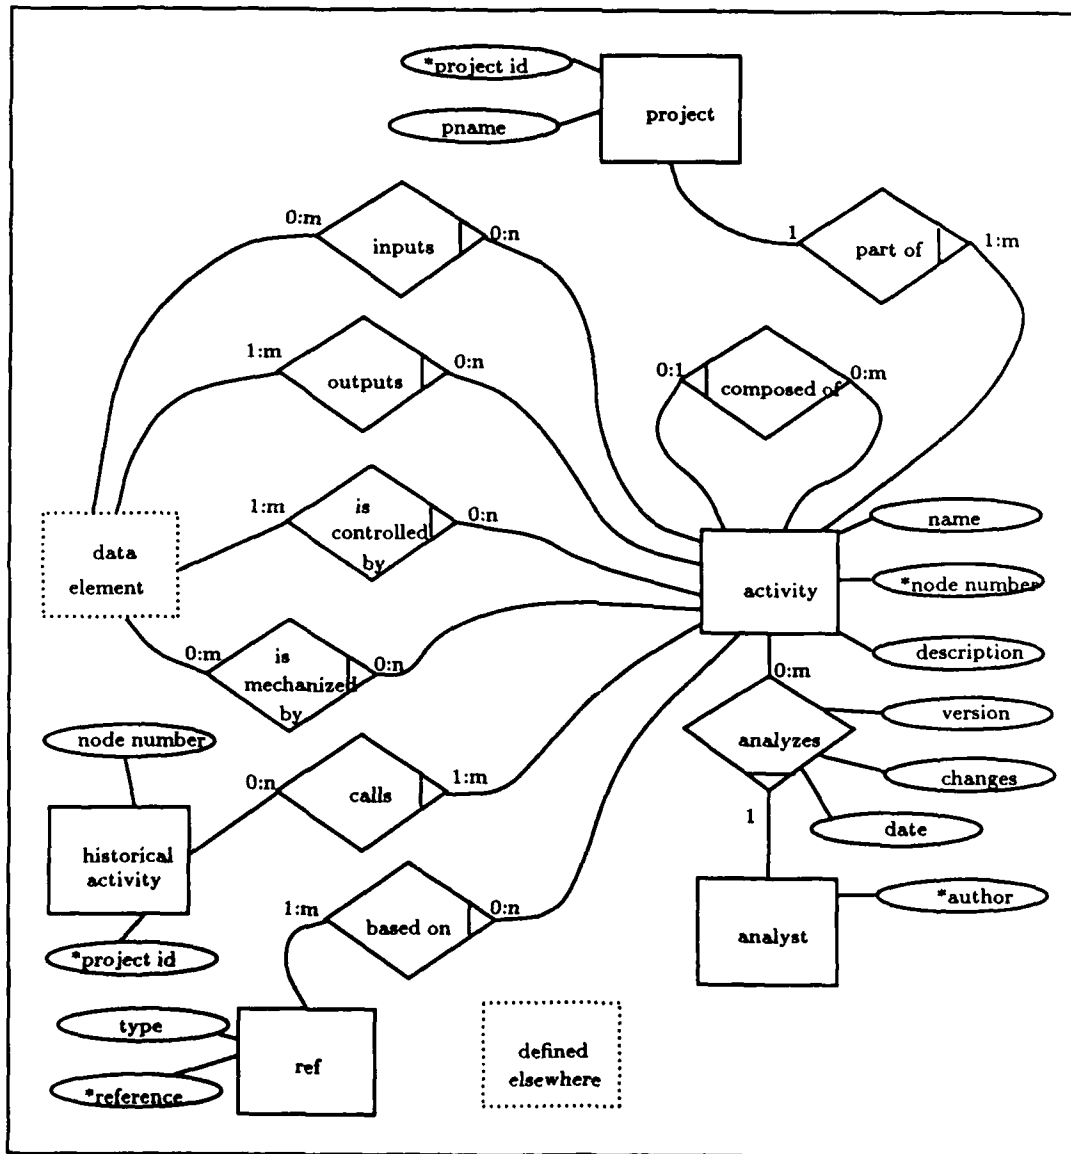 *project id
project
pname
0:m
inputs
0:n
1
part of
1:m
1:m
outputs
0:n
0:1
composed of
0:m
1:m
is
controlled
by
0:n
data
element
name
activity
*node number
description
0:m
is
mechanized
by
0:n
0:m
version
analyzes
changes
date
1
node number
0:n
calls
1:m
historical
activity
*project id
*author
analyst
1:m
based on
0:n
type
ref
*reference
defined
elsewhere